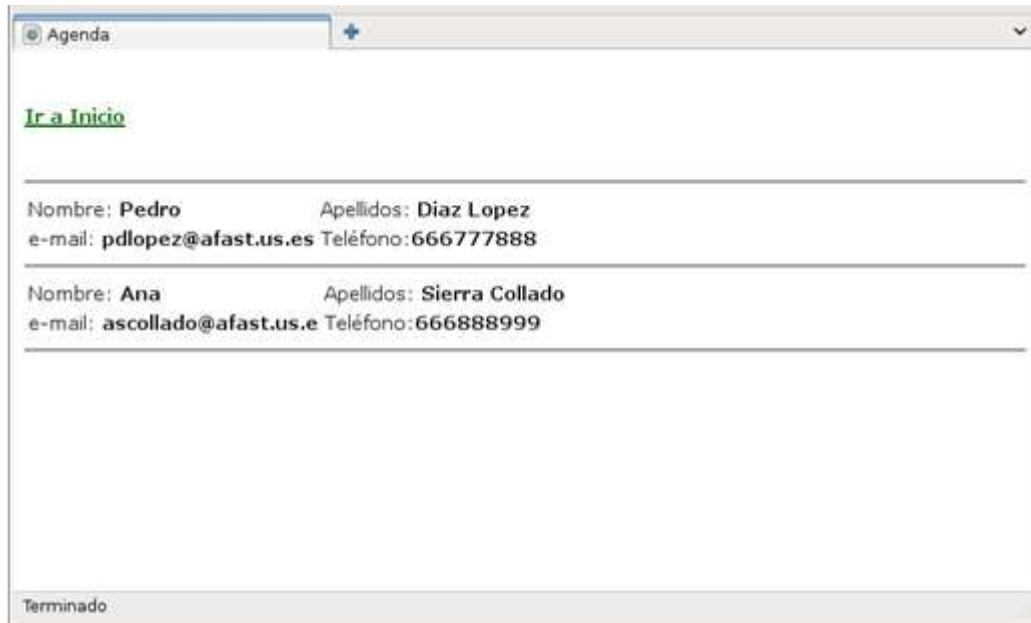 Agenda
Ir a Inicio
Nombre: Pedro Apellidos: Diaz Lopez
e-mail: pdlopez@afast.us.es Teléfono:666777888
Nombre: Ana Apellidos: Sierra Collado
e-mail: ascollado@afast.us.e Teléfono:666888999
Terminado